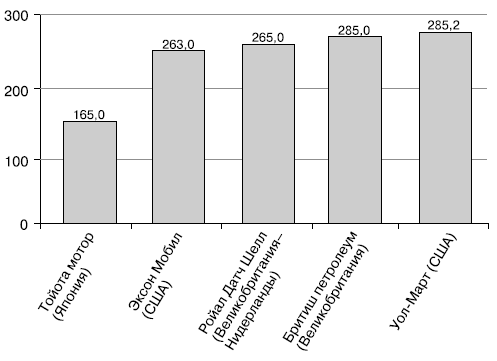 300
200
100
0
165,0
263,0
265,0
285,0
285,2
Тойота мотор
(Япония)
Эксон Мобил
(США)
Ройал Датч Шелл
(Великобритания–
Нидерланды)
Бритиш петролеум
(Великобритания)
Уол-Март (США)